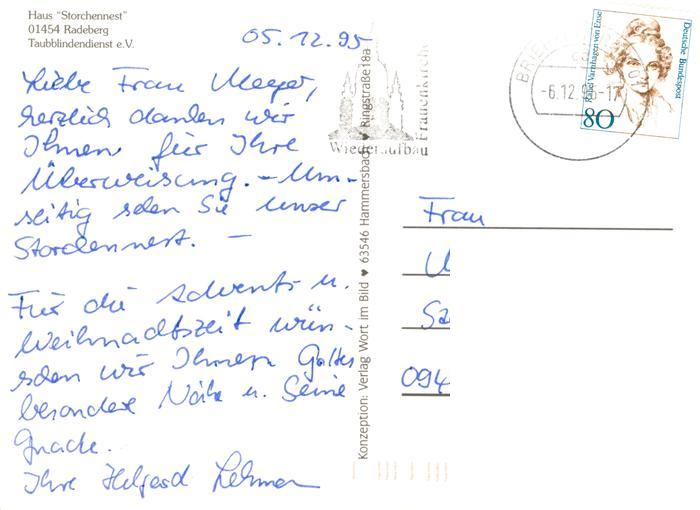 Haus "Storchennest"
01454 Radeberg
Taubblindendienst e.V.
05.12.95
Liebe Frau Meyer,
herzlich danken wir
Ihnen für Ihre
Überweisung. – Um-
seitig sehen Sie unser
Storchennest. –
Für die Advents- u.
Weihnachtszeit wün-
schen wir Ihnen Gottes
besondere Nähe u. Seine
Gnade.
Ihre Helgard Lehmann
Konzeption: Verlag Wort im Bild ♥ 63546 Hammersbach ♥ Ringstraße 18a
Wiederaufbau
Frauenkirche
-6.12.95-17
Rahel Varnhagen von Ense
Deutsche Bundespost
80
Frau
094